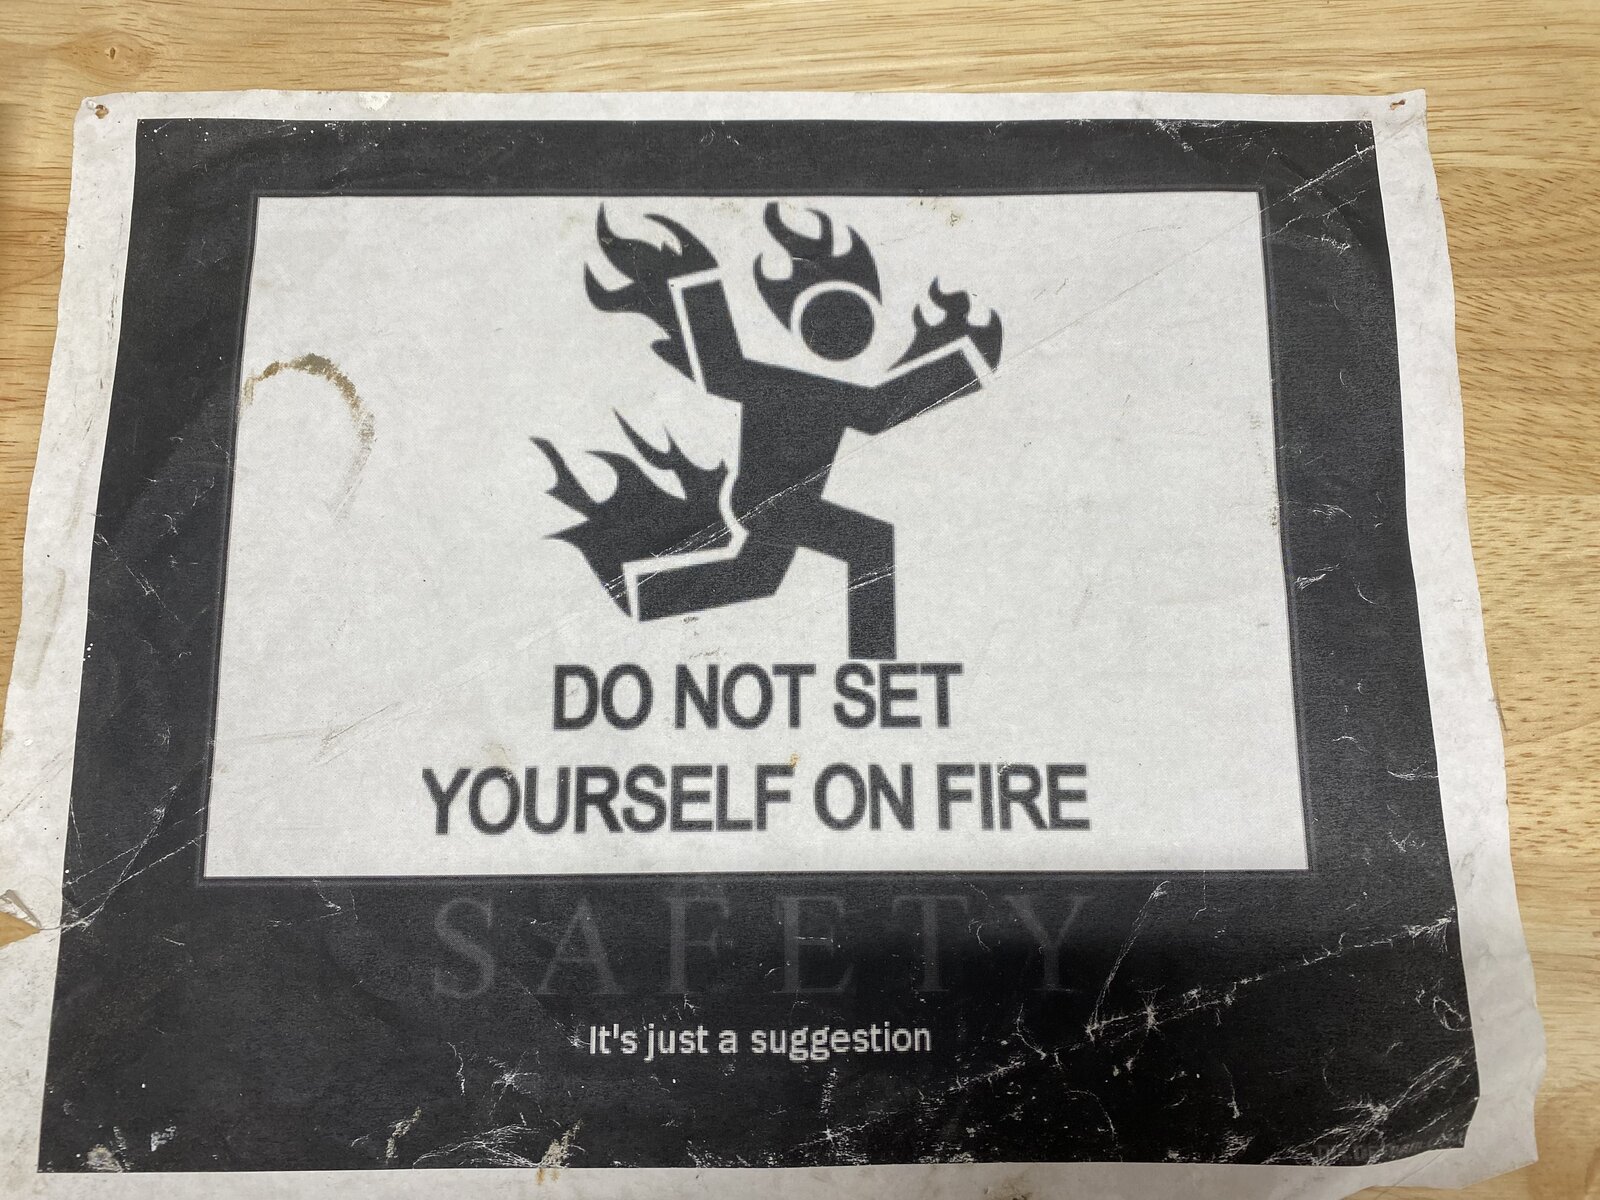 DO NOT SET
YOURSELF ON FIRE
SAFETY
It's just a suggestion